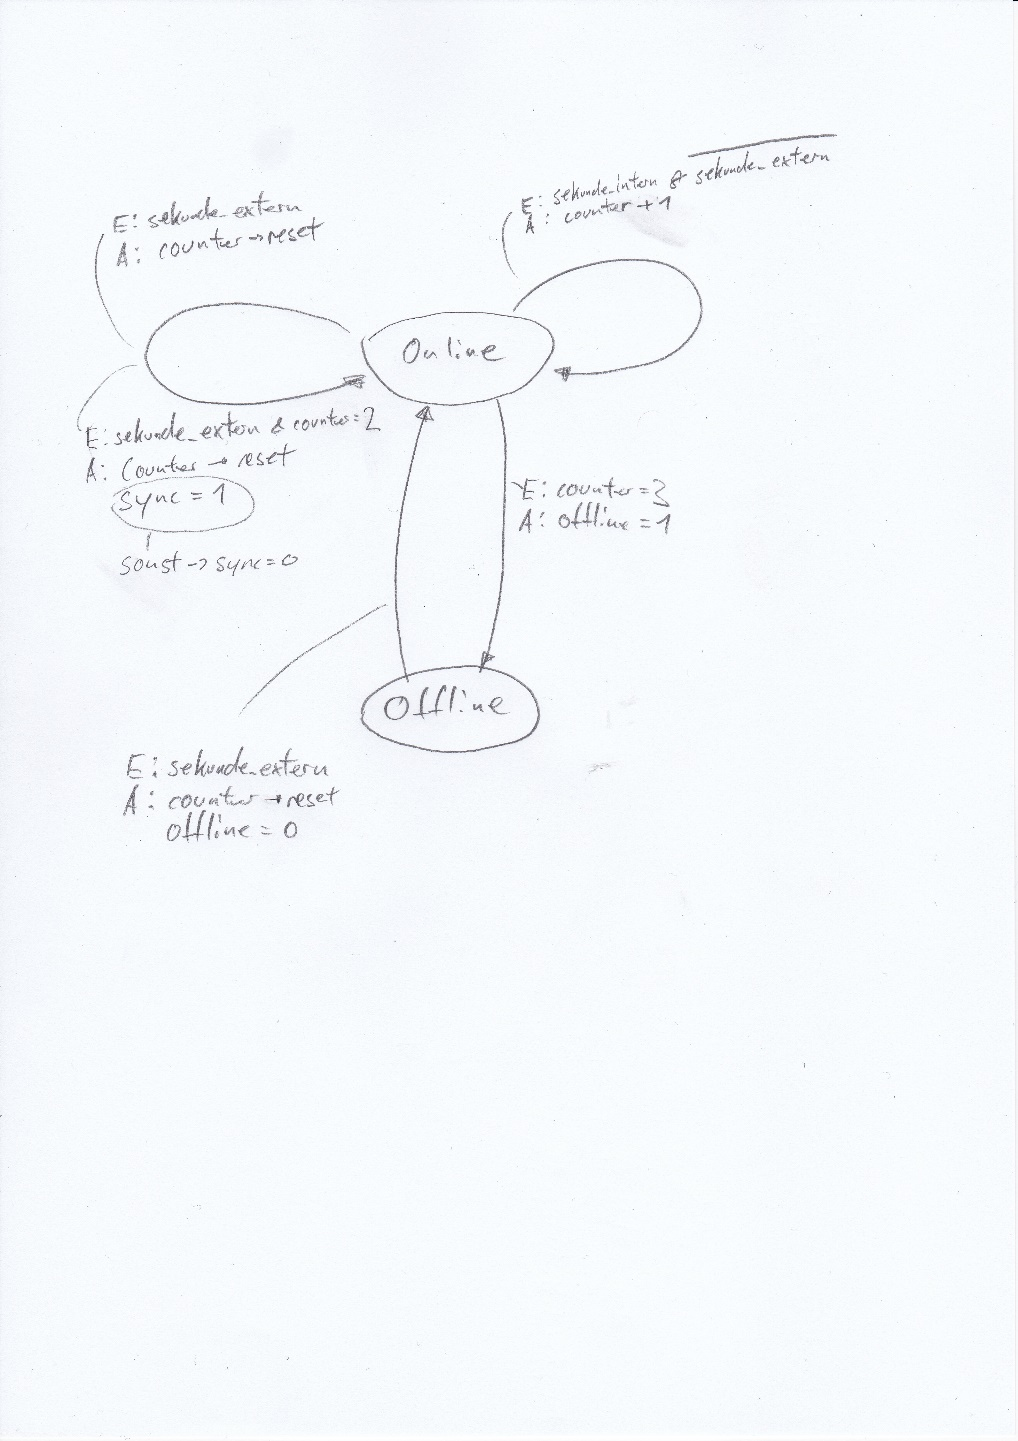 E: sekunde_intern & sekunde_extern
A: counter + 1
E: sekunde_extern
A: counter → reset
Online
E: sekunde_extern & counter = 2
A: Counter → reset
sync = 1
sonst -> sync = 0
E: counter = 3
A: offline = 1
Offline
E: sekunde_extern
A: counter → reset
offline = 0